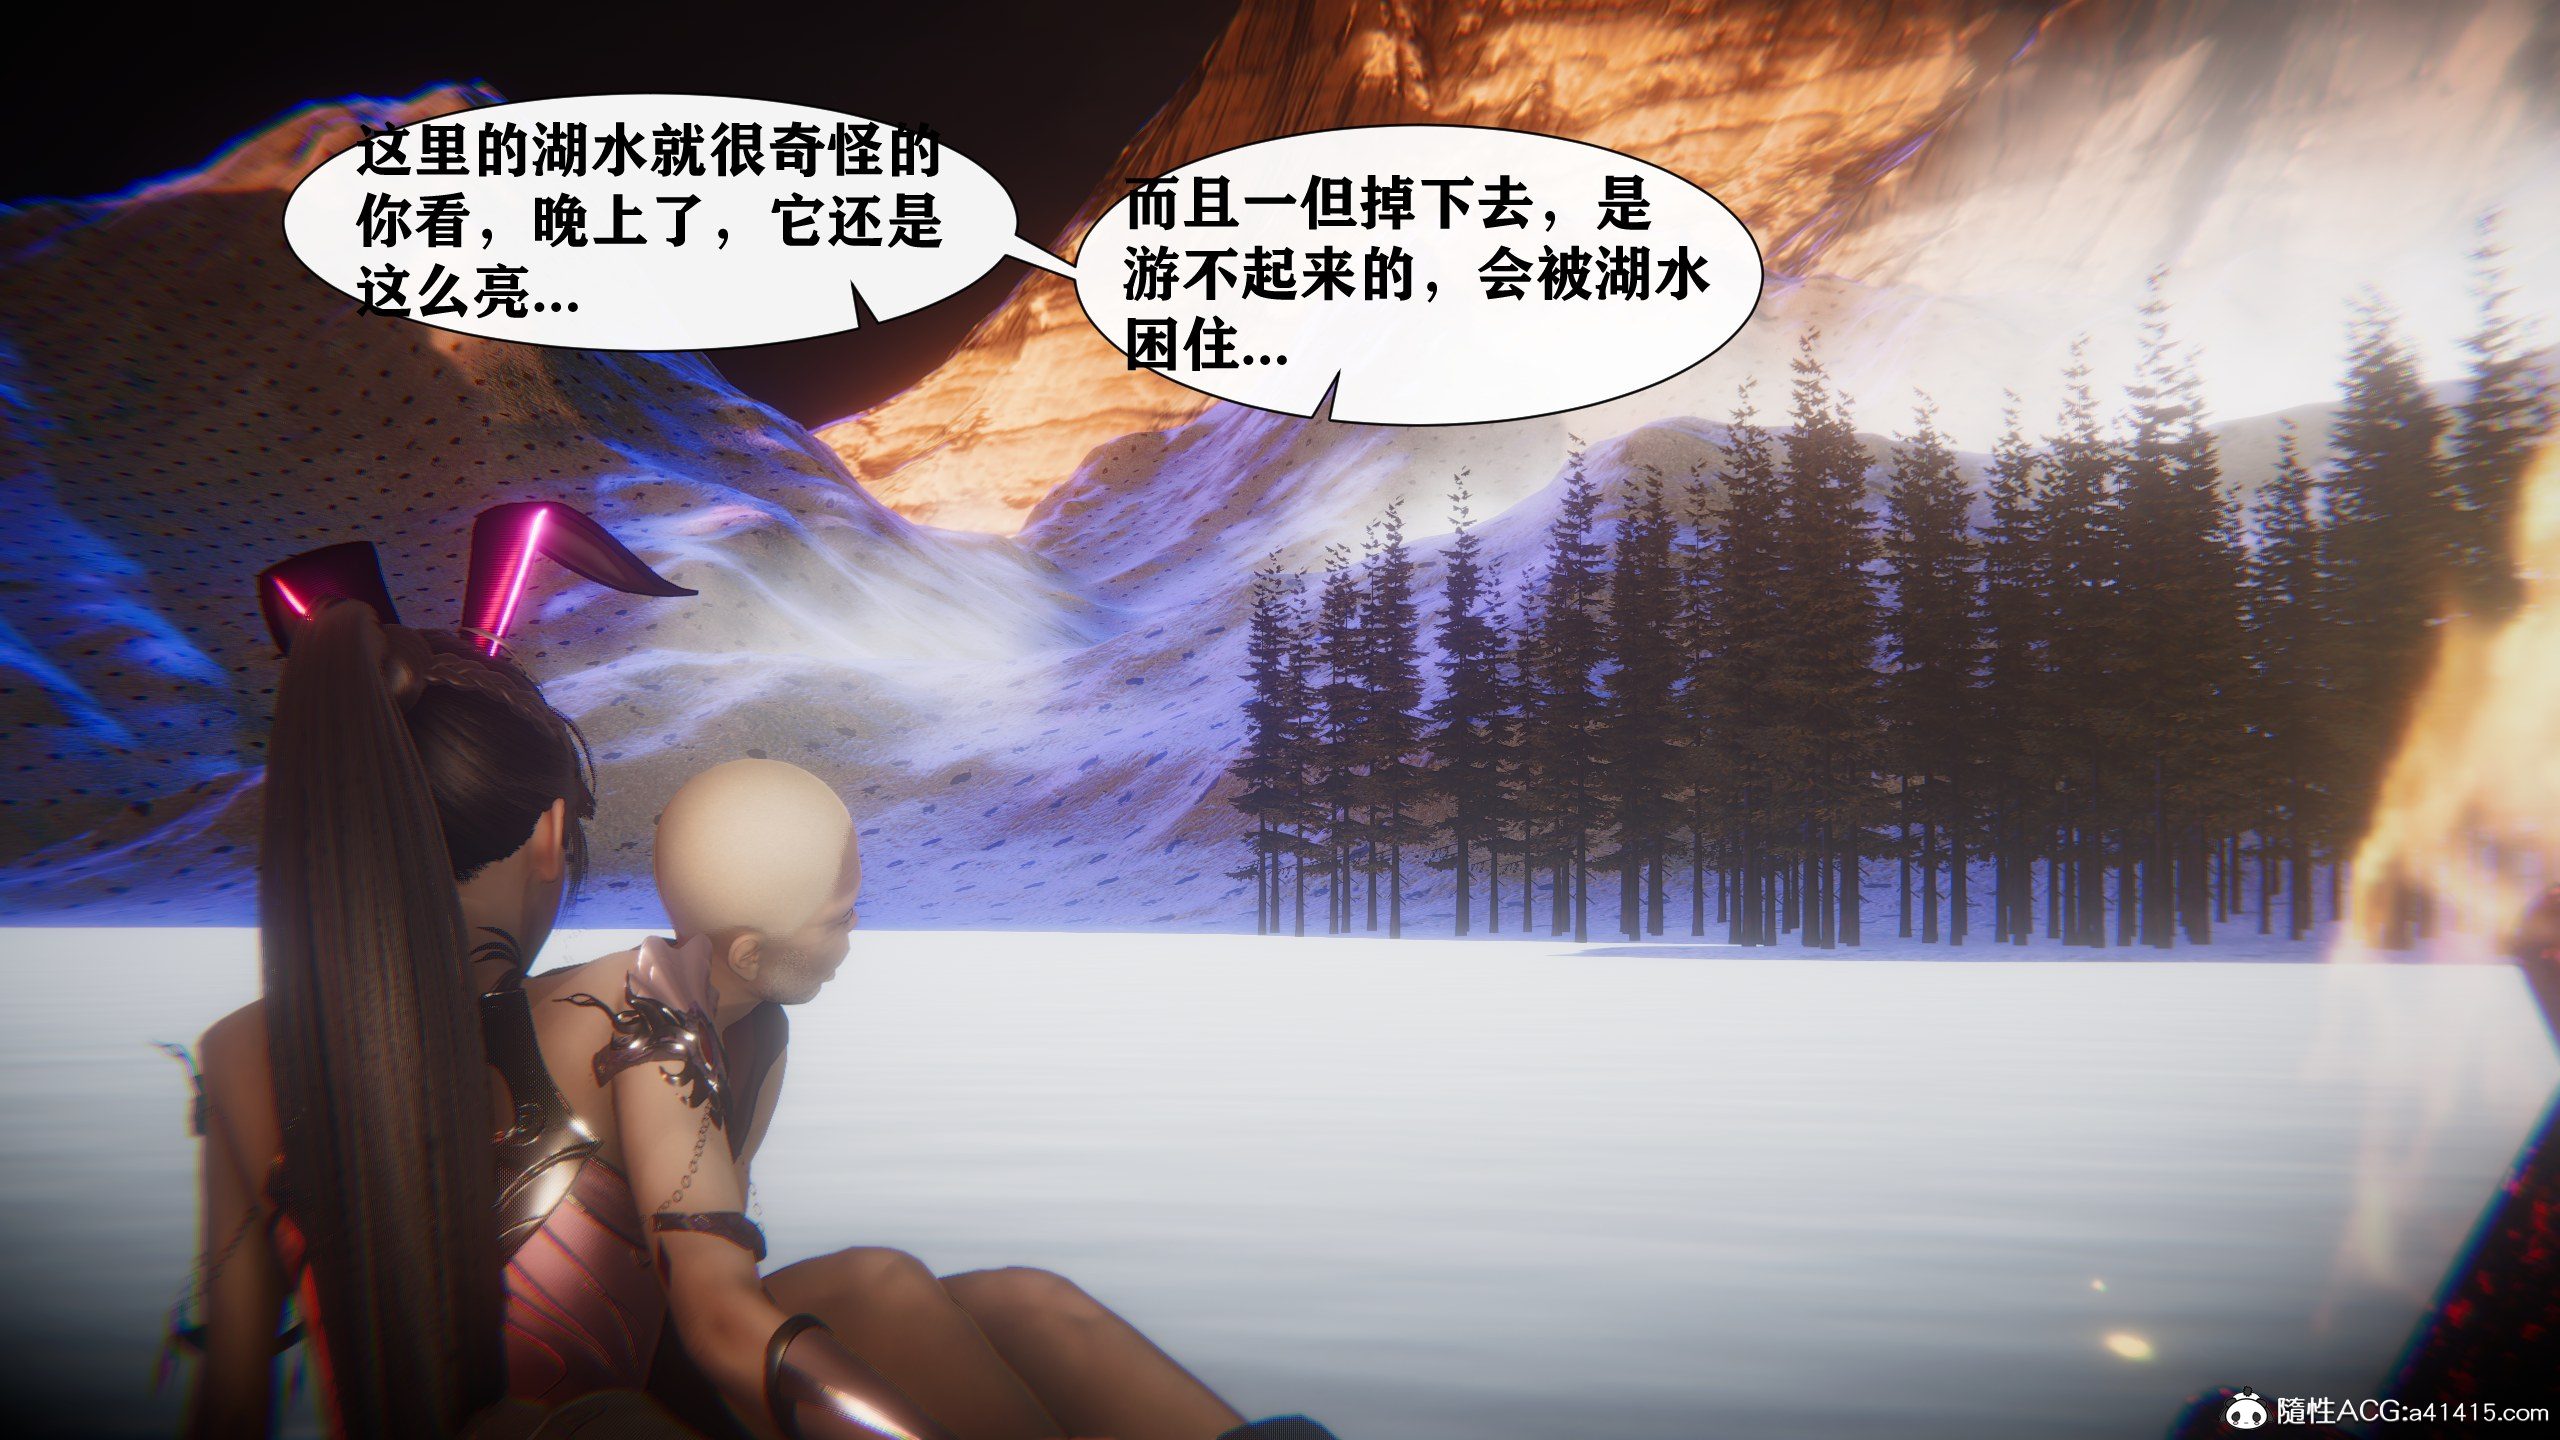 这里的湖水就很奇怪的
你看，晚上了，它还是
这么亮...
而且一但掉下去，是
游不起来的，会被湖水
困住...
隨性ACG:a41415.com